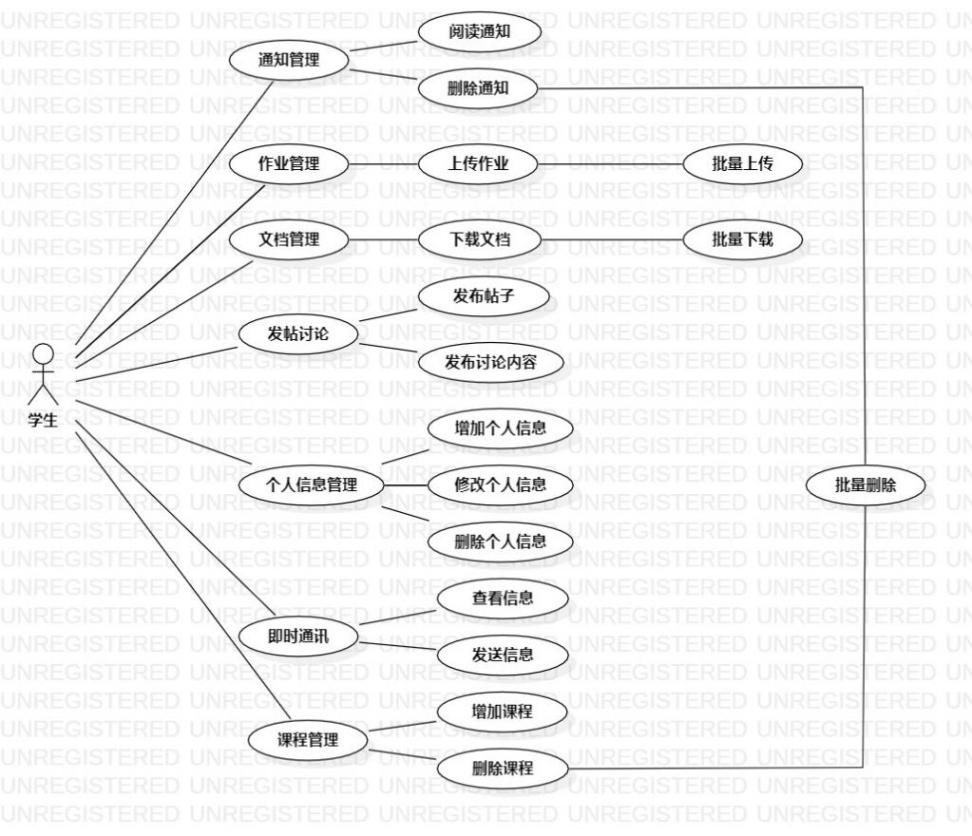 阅读通知
通知管理
删除通知
作业管理 上传作业 批量上传
文档管理 下载文档 批量下载
发布帖子
发帖讨论
发布讨论内容
学生
增加个人信息
个人信息管理 修改个人信息 批量删除
删除个人信息
查看信息
即时通讯
发送信息
增加课程
课程管理
删除课程
UNREGISTERED